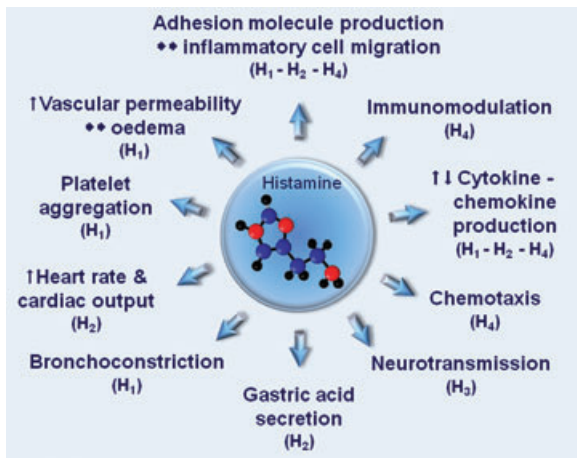 Adhesion molecule production
◆◆ inflammatory cell migration
(H₁ - H₂ - H₄)
↑Vascular permeability
◆◆ oedema
(H₁)
Immunomodulation
(H₄)
Platelet
aggregation
(H₁)
Histamine
↑↓ Cytokine -
chemokine
production
(H₁ - H₂ - H₄)
↑Heart rate &
cardiac output
(H₂)
Chemotaxis
(H₄)
Bronchoconstriction
(H₁)
Neurotransmission
(H₃)
Gastric acid
secretion
(H₂)